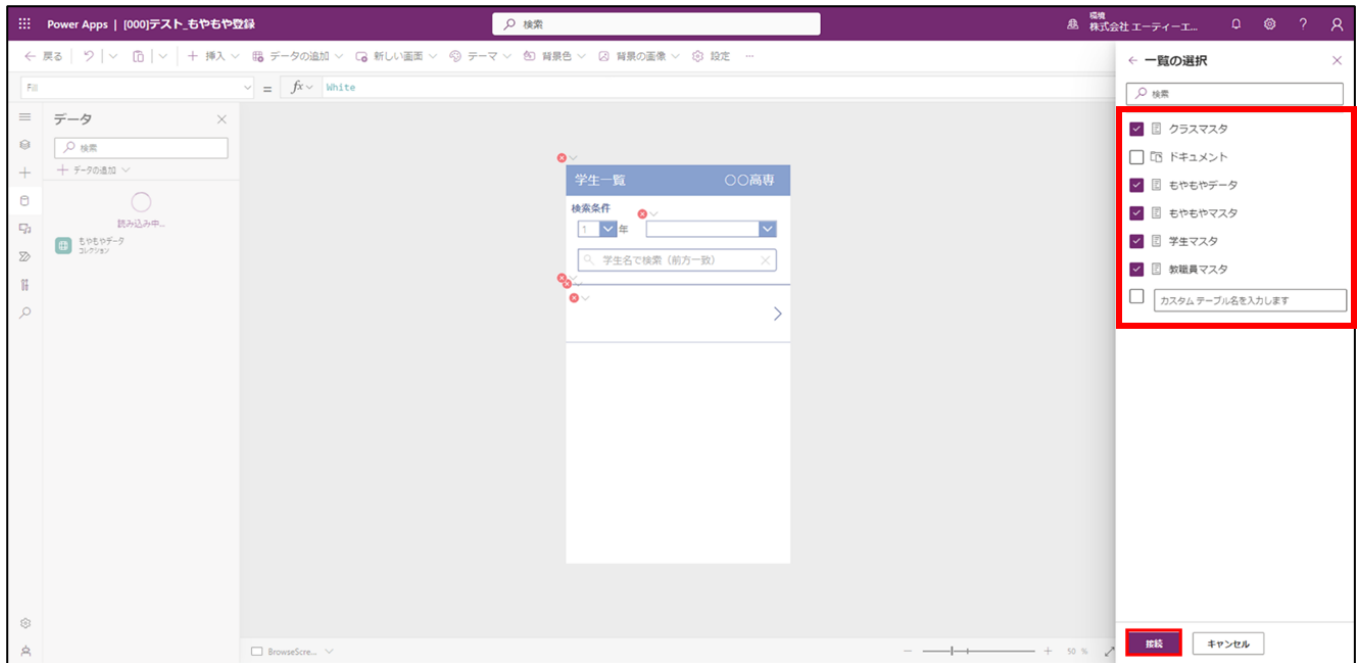 Power Apps | [000]テスト_もやもや登録
検索
環境
株式会社 エーティーエ...
戻る
挿入
データの追加
新しい画面
テーマ
背景色
背景の画像
設定
...
Fill
=
fx
White
データ
検索
データの追加
読み込み中...
もやもやデータ
コレクション
学生一覧
〇〇高専
検索条件
1
年
学生名で検索（前方一致）
一覧の選択
検索
クラスマスタ
ドキュメント
もやもやデータ
もやもやマスタ
学生マスタ
教職員マスタ
カスタム テーブル名を入力します
BrowseScre...
50 %
接続
キャンセル